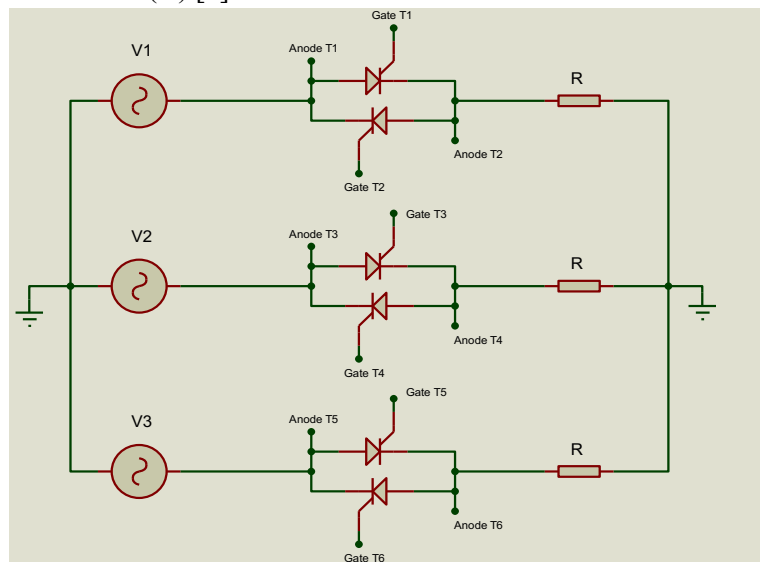 Gate T1
V1
Anode T1
R
Anode T2
Gate T2
Gate T3
V2
Anode T3
R
Anode T4
Gate T4
Gate T5
V3
Anode T5
R
Anode T6
Gate T6